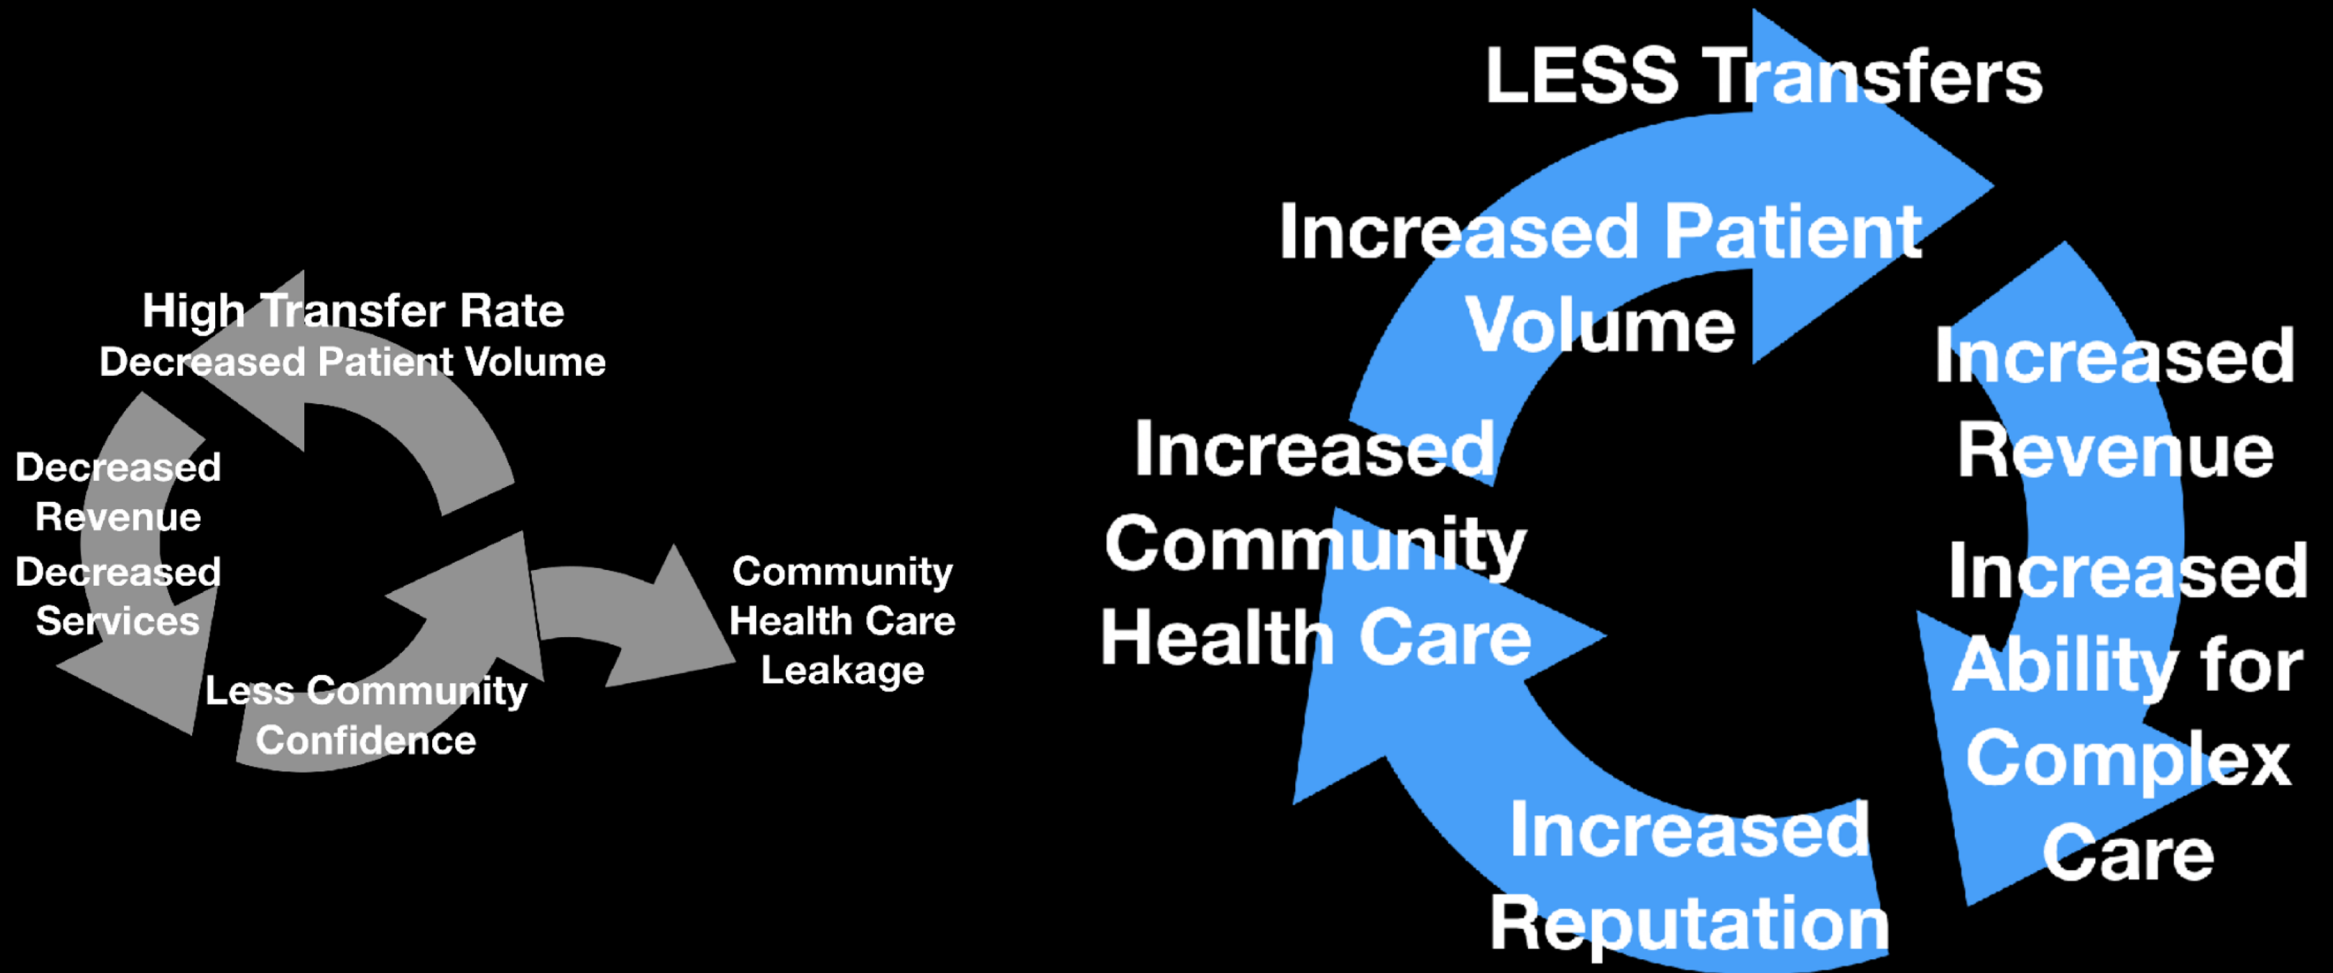 High Transfer Rate
Decreased Patient Volume
Decreased
Revenue
Decreased
Services
Less Community
Confidence
Community
Health Care
Leakage
LESS Transfers
Increased Patient
Volume
Increased
Revenue
Increased
Ability for
Complex
Care
Increased
Reputation
Increased
Community
Health Care